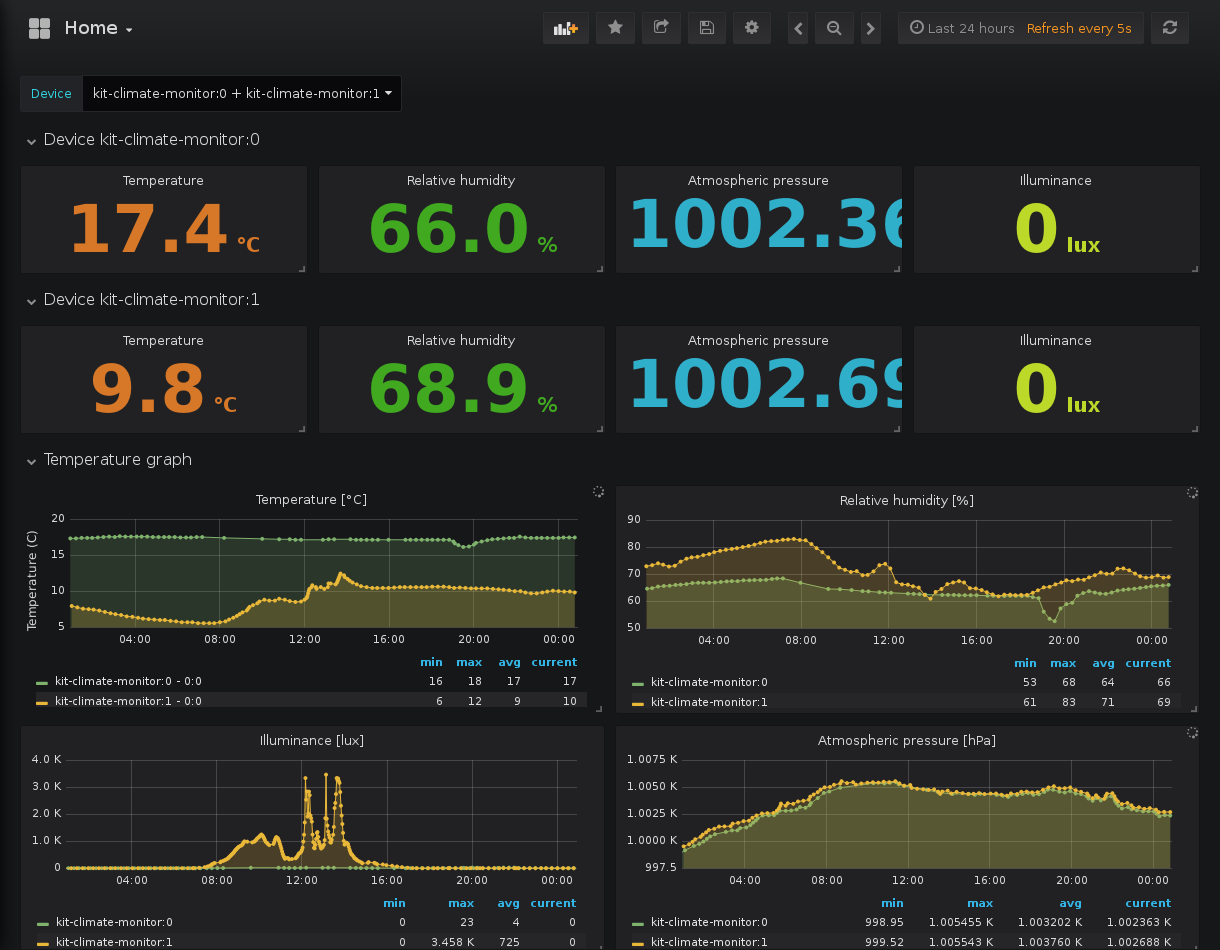 Home
Last 24 hours Refresh every 5s
Device kit-climate-monitor:0 + kit-climate-monitor:1
Device kit-climate-monitor:0
Temperature Relative humidity Atmospheric pressure Illuminance
17.4 °C 66.0 % 1002.36 0 lux
Device kit-climate-monitor:1
Temperature Relative humidity Atmospheric pressure Illuminance
9.8 °C 68.9 % 1002.69 0 lux
Temperature graph
Temperature [°C]
Temperature (C)
20
15
10
5
04:00 08:00 12:00 16:00 20:00 00:00
min max avg current
kit-climate-monitor:0 - 0:0 16 18 17 17
kit-climate-monitor:1 - 0:0 6 12 9 10
Relative humidity [%]
90
80
70
60
50
04:00 08:00 12:00 16:00 20:00 00:00
min max avg current
kit-climate-monitor:0 53 68 64 66
kit-climate-monitor:1 61 83 71 69
Illuminance [lux]
4.0 K
3.0 K
2.0 K
1.0 K
0
04:00 08:00 12:00 16:00 20:00 00:00
min max avg current
kit-climate-monitor:0 0 23 4 0
kit-climate-monitor:1 0 3.458 K 725 0
Atmospheric pressure [hPa]
1.0075 K
1.0050 K
1.0025 K
1.0000 K
997.5
04:00 08:00 12:00 16:00 20:00 00:00
min max avg current
kit-climate-monitor:0 998.95 1.005455 K 1.003202 K 1.002363 K
kit-climate-monitor:1 999.52 1.005543 K 1.003760 K 1.002688 K